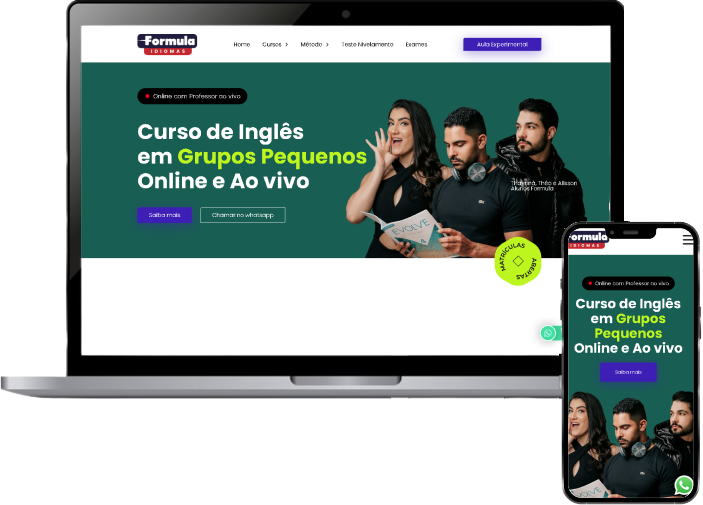 Formula
IDIOMAS
Home
Cursos
Método
Teste Nivelamento
Exames
Aula Experimental
Online com Professor ao vivo
Curso de Inglês
em Grupos Pequenos
Online e Ao vivo
Saiba mais
Chamar no whatsapp
Thayná, Théo e Alisson
Alunos Formula
EVOLVE
MATRÍCULAS ABERTAS
Formula
IDIOMAS
Online com Professor ao vivo
Curso de Inglês
em Grupos
Pequenos
Online e Ao vivo
Saiba mais
EVOLVE